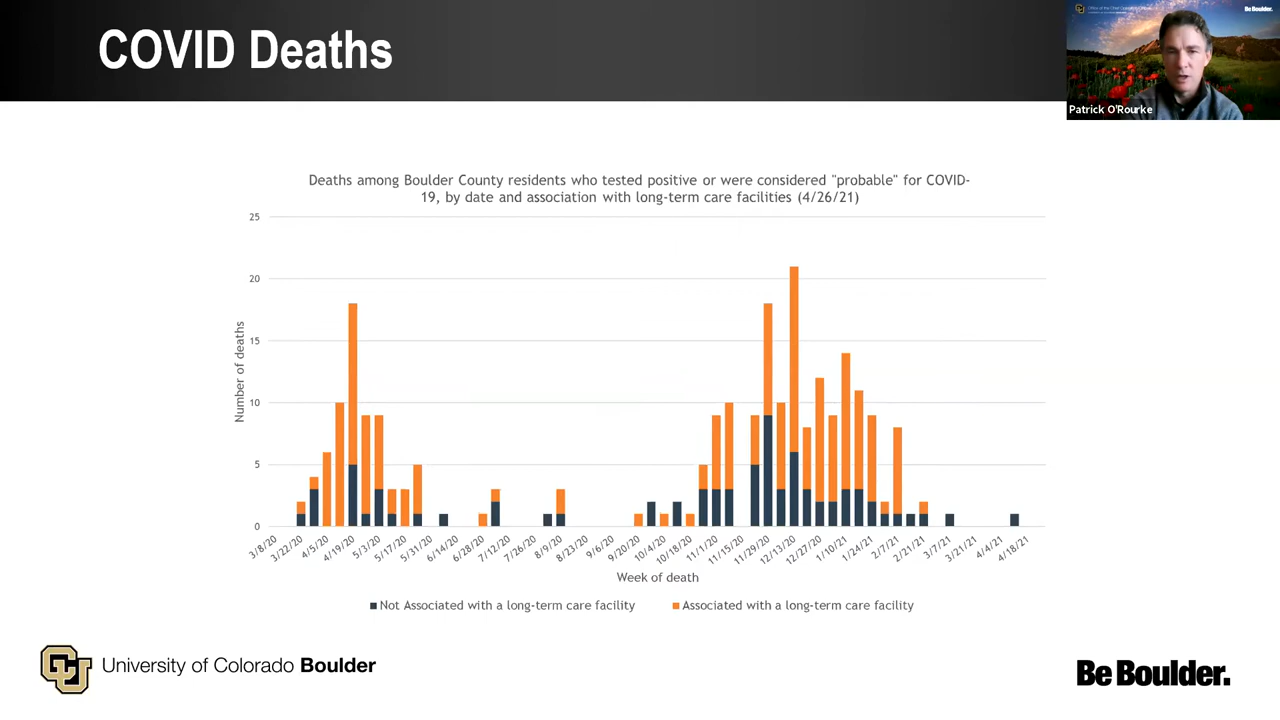 COVID Deaths
Be Boulder.
Patrick O'Rourke
Deaths among Boulder County residents who tested positive or were considered "probable" for COVID-
19, by date and association with long-term care facilities (4/26/21)
Number of deaths
25
20
15
10
5
0
3/8/20 3/22/20 4/5/20 4/19/20 5/3/20 5/17/20 5/31/20 6/14/20 6/28/20 7/12/20 7/26/20 8/9/20 8/23/20 9/6/20 9/20/20 10/4/20 10/18/20 11/1/20 11/15/20 11/29/20 12/13/20 12/27/20 1/10/21 1/24/21 2/7/21 2/21/21 3/7/21 3/21/21 4/4/21 4/18/21
Week of death
Not Associated with a long-term care facility Associated with a long-term care facility
CU University of Colorado Boulder
Be Boulder.